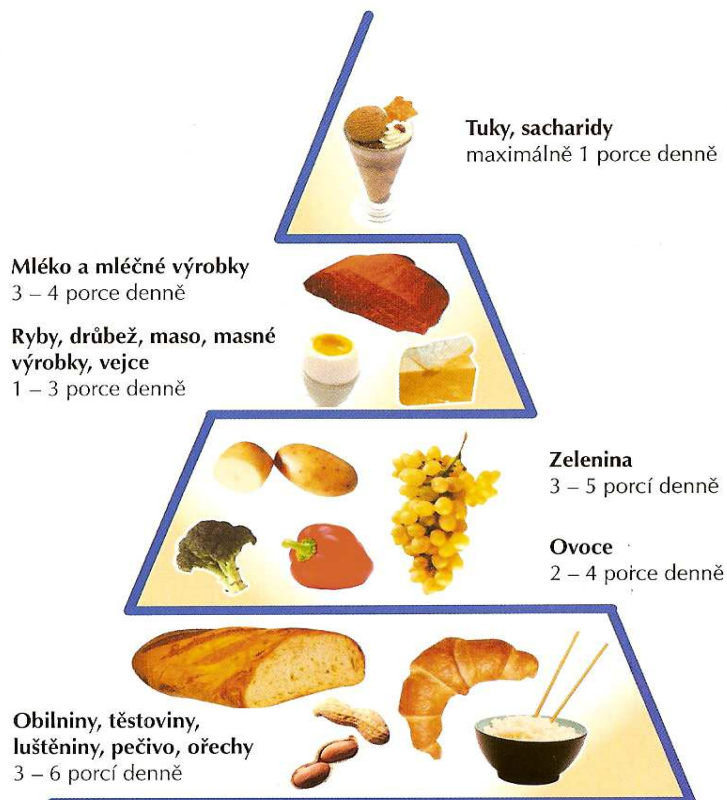 Tuky, sacharidy
maximálně 1 porce denně
Mléko a mléčné výrobky
3 – 4 porce denně
Ryby, drůbež, maso, masné
výrobky, vejce
1 – 3 porce denně
Zelenina
3 – 5 porcí denně
Ovoce
2 – 4 porce denně
Obilniny, těstoviny,
luštěniny, pečivo, ořechy
3 – 6 porcí denně